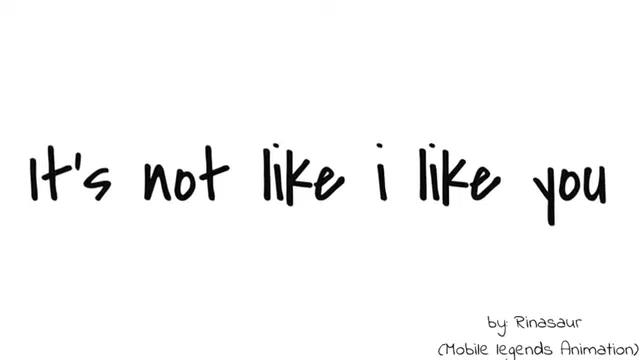 It's not like i like you
by: Rinasaur
(Mobile legends Animation)